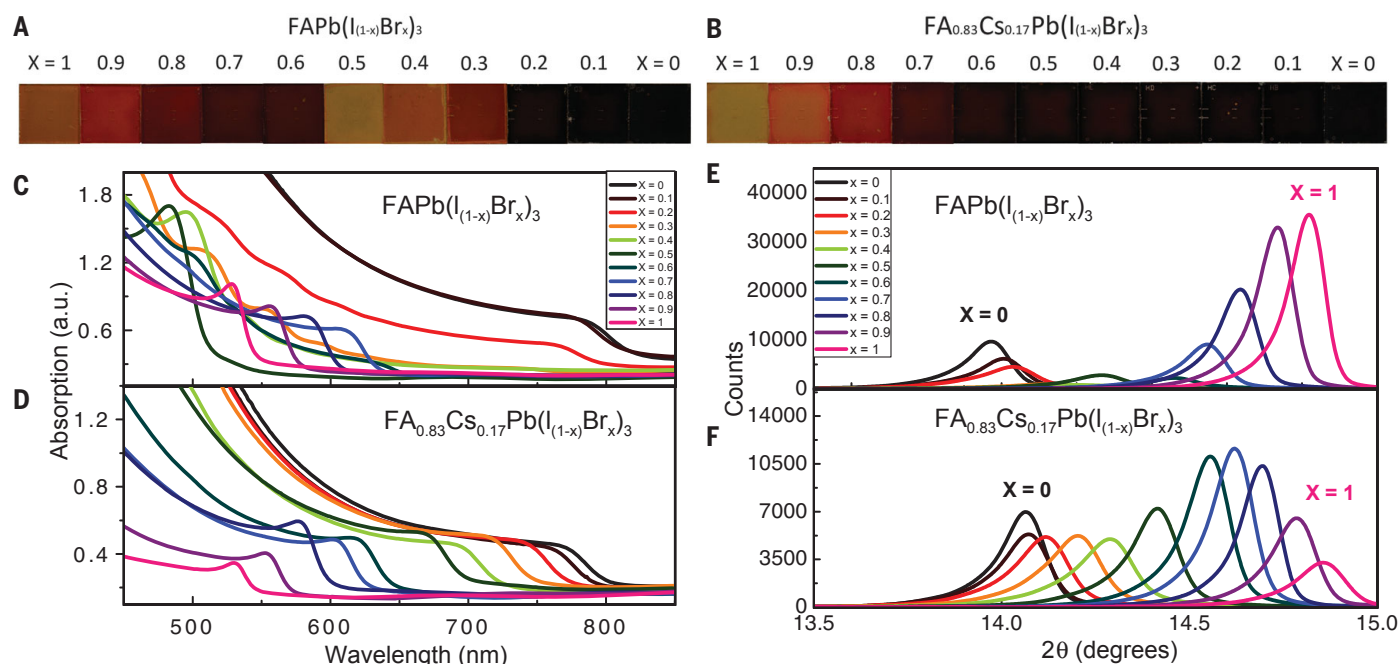 A
FAPb(I(1-x)Brx)3
X = 1 0.9 0.8 0.7 0.6 0.5 0.4 0.3 0.2 0.1 X = 0
B
FA0.83Cs0.17Pb(I(1-x)Brx)3
X = 1 0.9 0.8 0.7 0.6 0.5 0.4 0.3 0.2 0.1 X = 0
C
FAPb(I(1-x)Brx)3
X = 0
X = 0.1
X = 0.2
X = 0.3
X = 0.4
X = 0.5
X = 0.6
X = 0.7
X = 0.8
X = 0.9
X = 1
1.8
1.2
0.6
Absorption (a.u.)
D
FA0.83Cs0.17Pb(I(1-x)Brx)3
1.2
0.8
0.4
500 600 700 800
Wavelength (nm)
E
FAPb(I(1-x)Brx)3
x = 0
x = 0.1
x = 0.2
x = 0.3
x = 0.4
x = 0.5
x = 0.6
x = 0.7
x = 0.8
x = 0.9
x = 1
X = 0
X = 1
40000
30000
20000
10000
0
Counts
F
FA0.83Cs0.17Pb(I(1-x)Brx)3
X = 0
X = 1
14000
10500
7000
3500
0
13.5 14.0 14.5 15.0
2θ (degrees)